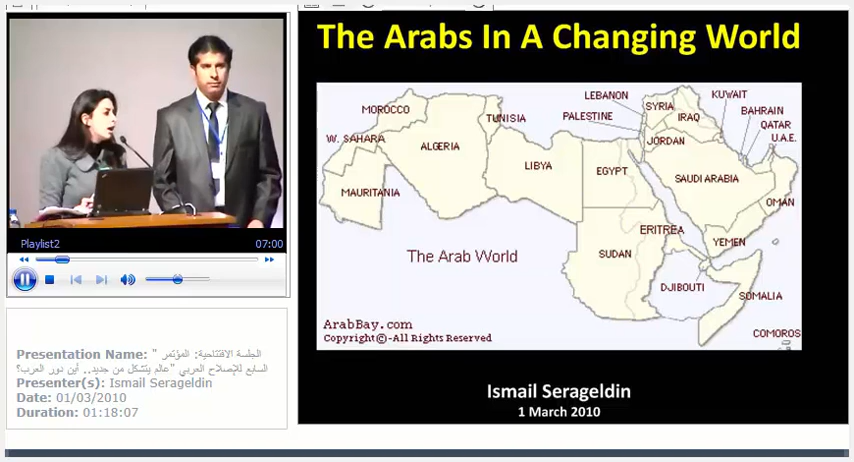 Playlist2
07:00
Presentation Name: " الجلسة الافتتاحية: المؤتمر
السابع للإصلاح العربي "عالم يتشكل من جديد.. أين دور العرب؟
Presenter(s): Ismail Serageldin
Date: 01/03/2010
Duration: 01:18:07
The Arabs In A Changing World
MOROCCO
TUNISIA
LEBANON
PALESTINE
SYRIA
IRAQ
KUWAIT
BAHRAIN
QATAR
U.A.E.
W. SAHARA
ALGERIA
JORDAN
LIBYA
EGYPT
SAUDI ARABIA
MAURITANIA
OMAN
ERITREA
YEMEN
SUDAN
The Arab World
DJIBOUTI
SOMALIA
COMOROS
ArabBay.com
Copyright©-All Rights Reserved
Ismail Serageldin
1 March 2010